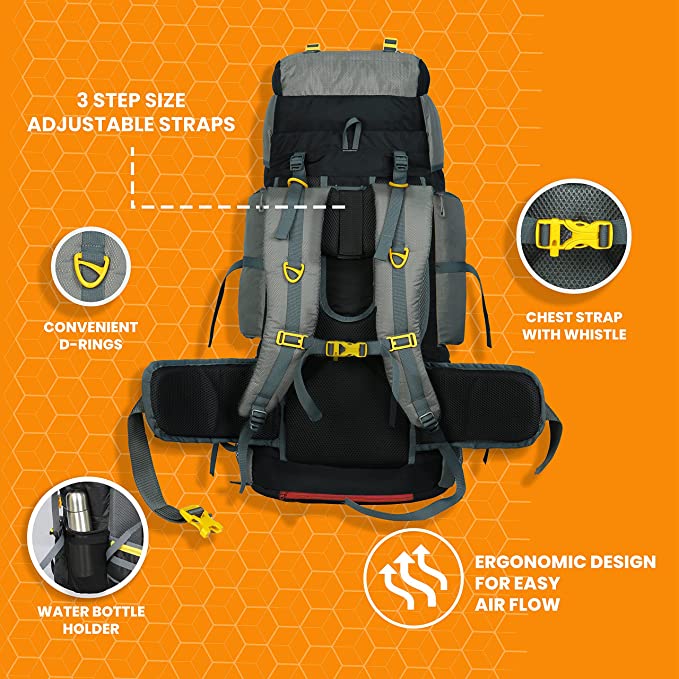 3 STEP SIZE
ADJUSTABLE STRAPS
CONVENIENT
D-RINGS
CHEST STRAP
WITH WHISTLE
WATER BOTTLE
HOLDER
ERGONOMIC DESIGN
FOR EASY
AIR FLOW